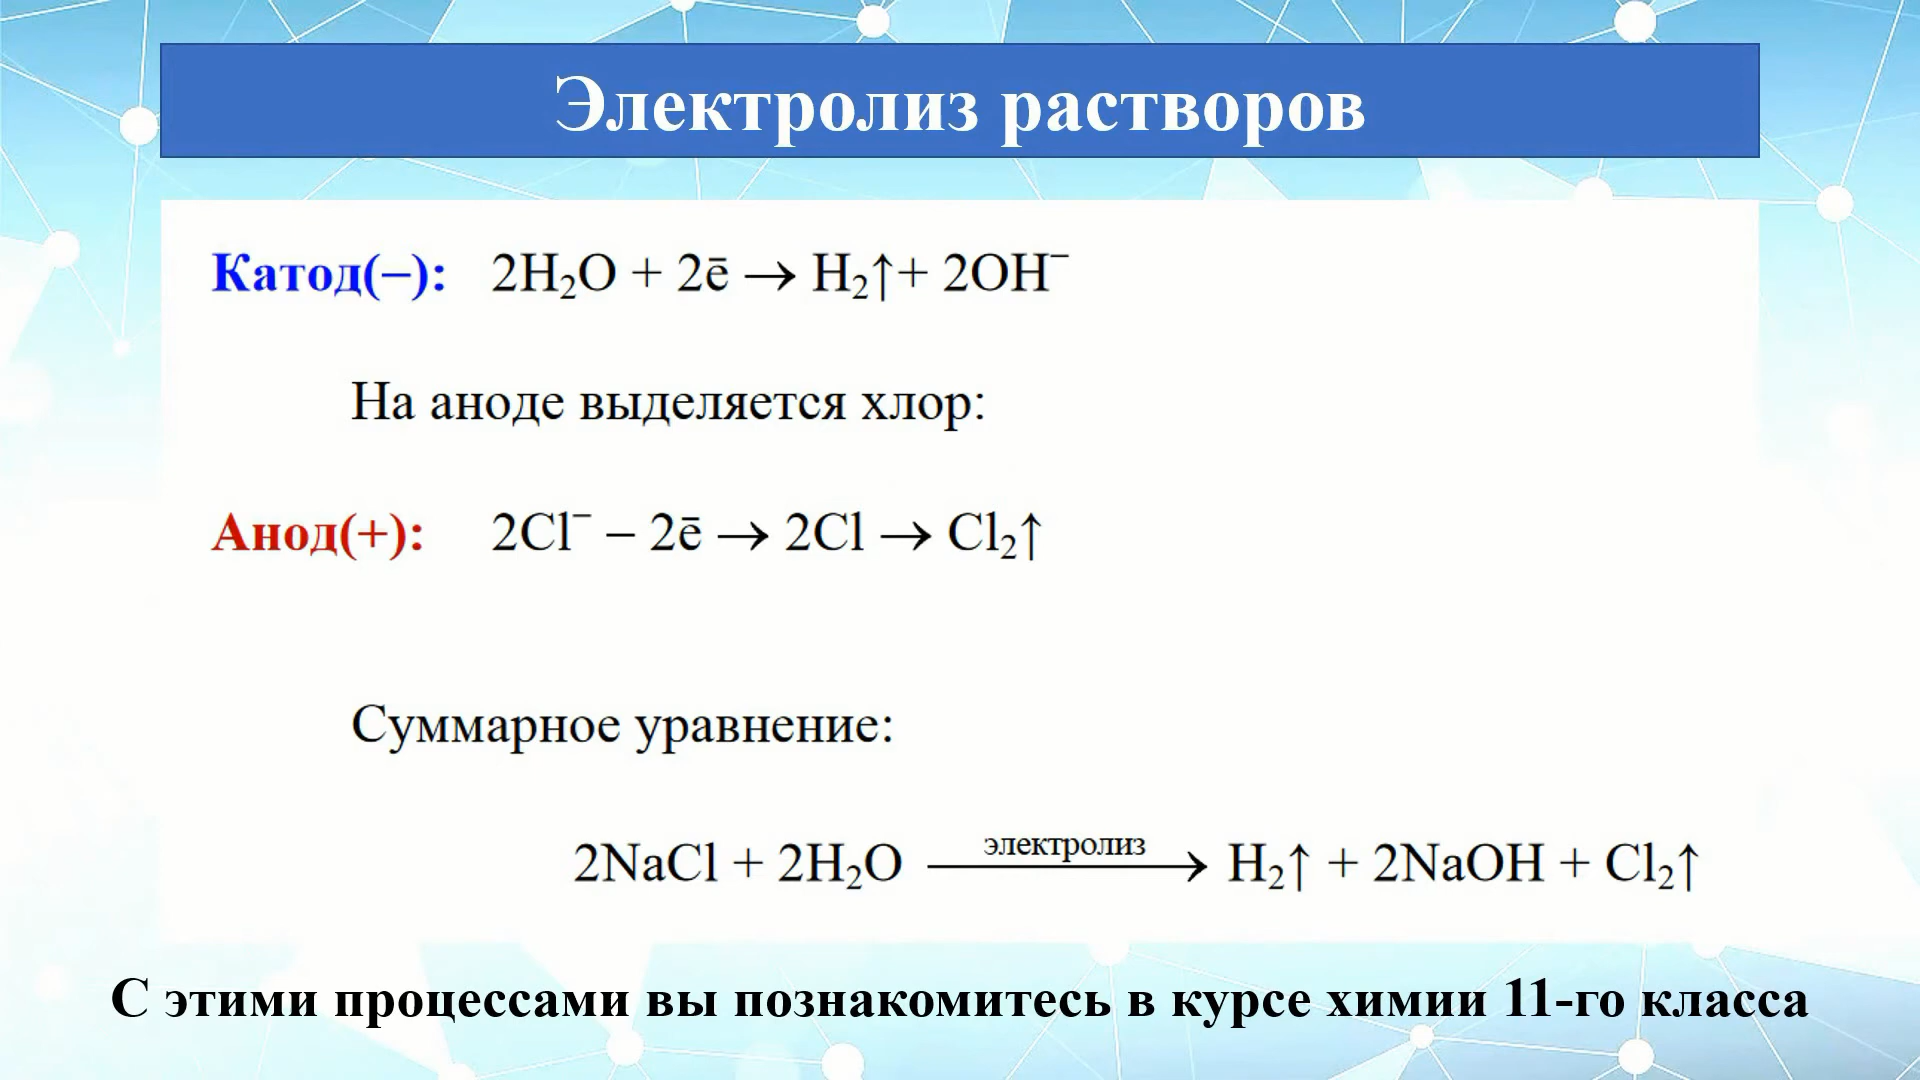 Электролиз растворов
Катод(–): 2H₂O + 2ē → H₂↑+ 2OH⁻
На аноде выделяется хлор:
Анод(+): 2Cl⁻ – 2ē → 2Cl → Cl₂↑
Суммарное уравнение:
электролиз
2NaCl + 2H₂O ⟶ H₂↑ + 2NaOH + Cl₂↑
С этими процессами вы познакомитесь в курсе химии 11-го класса